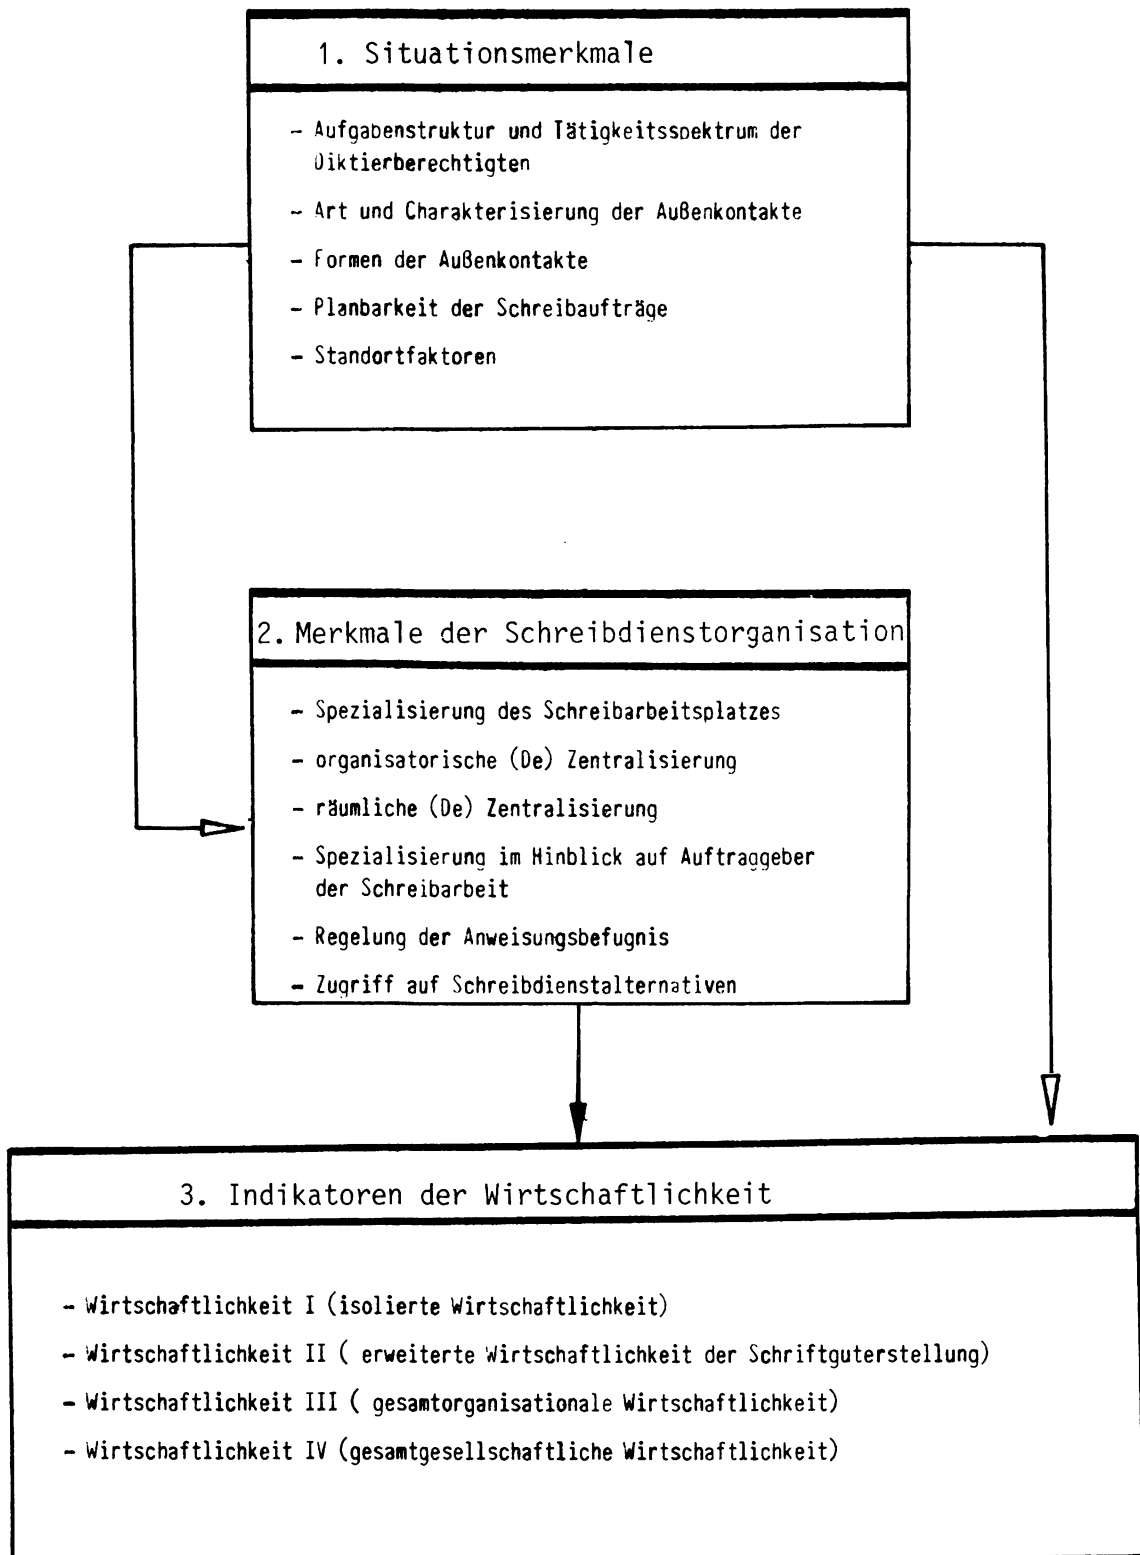 1. Situationsmerkmale
- Aufgabenstruktur und Tätigkeitsspektrum der
Diktierberechtigten
- Art und Charakterisierung der Außenkontakte
- Formen der Außenkontakte
- Planbarkeit der Schreibaufträge
- Standortfaktoren
2. Merkmale der Schreibdienstorganisation
- Spezialisierung des Schreibarbeitsplatzes
- organisatorische (De) Zentralisierung
- räumliche (De) Zentralisierung
- Spezialisierung im Hinblick auf Auftraggeber
der Schreibarbeit
- Regelung der Anweisungsbefugnis
- Zugriff auf Schreibdienstalternativen
3. Indikatoren der Wirtschaftlichkeit
- Wirtschaftlichkeit I (isolierte Wirtschaftlichkeit)
- Wirtschaftlichkeit II ( erweiterte Wirtschaftlichkeit der Schriftguterstellung)
- Wirtschaftlichkeit III ( gesamtorganisationale Wirtschaftlichkeit)
- Wirtschaftlichkeit IV (gesamtgesellschaftliche Wirtschaftlichkeit)